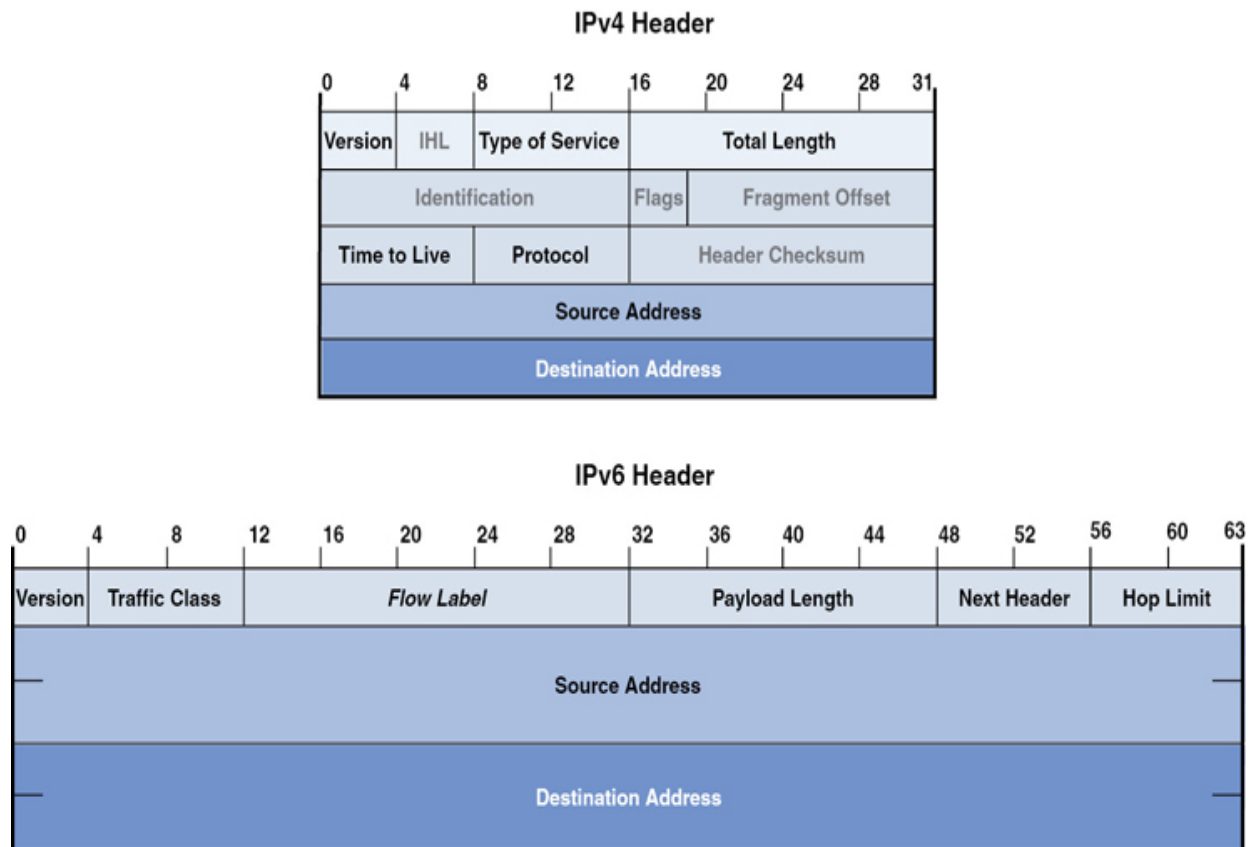 IPv4 Header
0 4 8 12 16 20 24 28 31
Version IHL Type of Service Total Length
Identification Flags Fragment Offset
Time to Live Protocol Header Checksum
Source Address
Destination Address
IPv6 Header
0 4 8 12 16 20 24 28 32 36 40 44 48 52 56 60 63
Version Traffic Class Flow Label Payload Length Next Header Hop Limit
Source Address
Destination Address